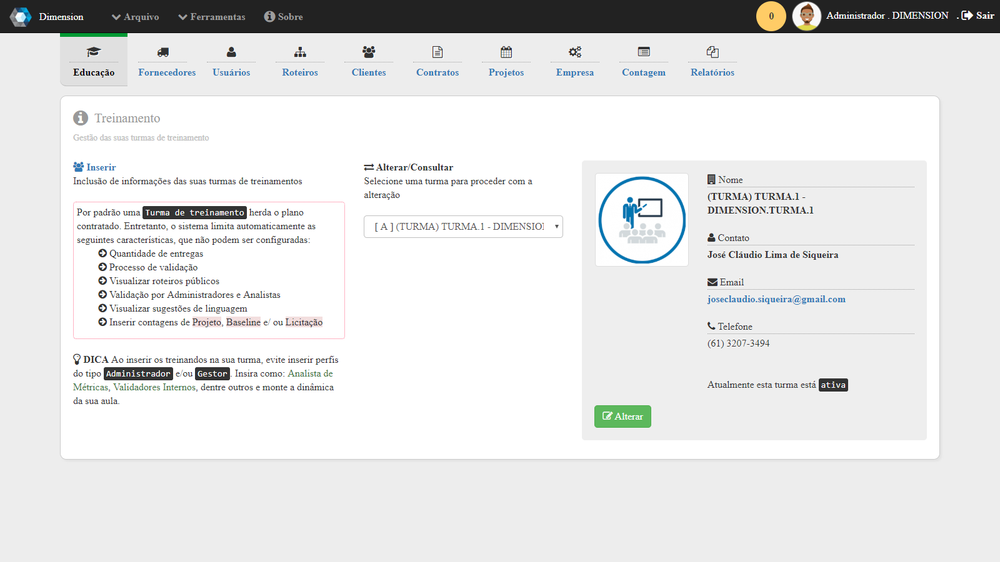 Dimension
Arquivo
Ferramentas
Sobre
0
Administrador . DIMENSION
. Sair
Educação
Fornecedores
Usuários
Roteiros
Clientes
Contratos
Projetos
Empresa
Contagem
Relatórios
Treinamento
Gestão das suas turmas de treinamento
Inserir
Inclusão de informações das suas turmas de treinamentos
Por padrão uma Turma de treinamento herda o plano
contratado. Entretanto, o sistema limita automaticamente as
seguintes características, que não podem ser configuradas:
Quantidade de entregas
Processo de validação
Visualizar roteiros públicos
Validação por Administradores e Analistas
Visualizar sugestões de linguagem
Inserir contagens de Projeto, Baseline e/ ou Licitação
DICA Ao inserir os treinandos na sua turma, evite inserir perfis
do tipo Administrador e/ou Gestor. Insira como: Analista de
Métricas, Validadores Internos, dentre outros e monte a dinâmica
da sua aula.
Alterar/Consultar
Selecione uma turma para proceder com a
alteração
[ A ] (TURMA) TURMA.1 - DIMENSIO
Nome
(TURMA) TURMA.1 -
DIMENSION.TURMA.1
Contato
José Cláudio Lima de Siqueira
Email
joseclaudio.siqueira@gmail.com
Telefone
(61) 3207-3494
Atualmente esta turma está ativa
Alterar